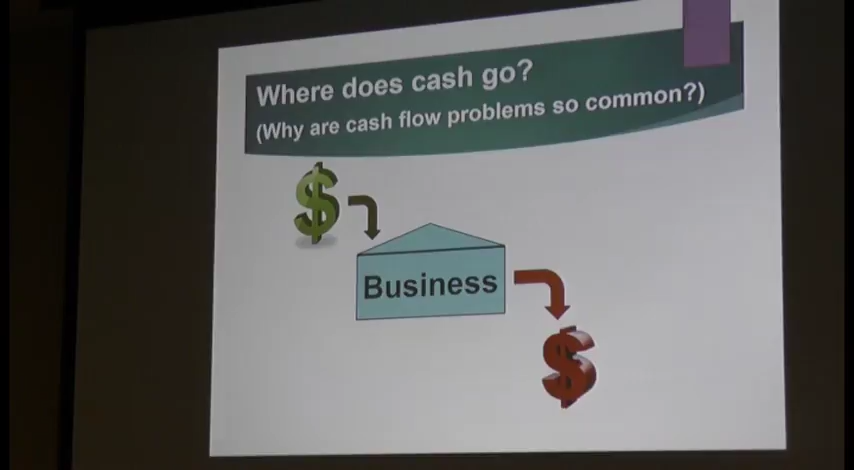 Where does cash go?
(Why are cash flow problems so common?)
$
Business
$